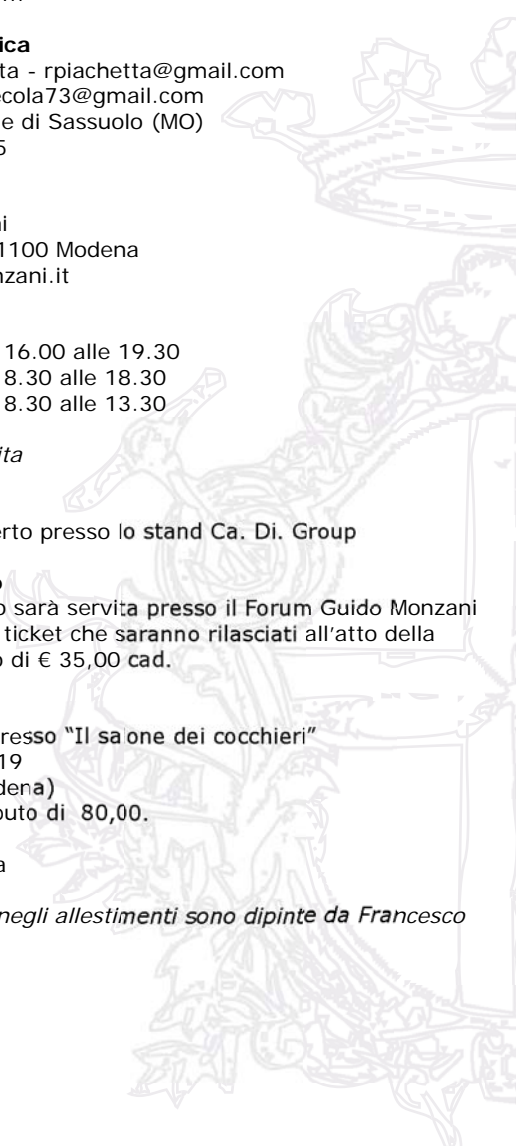 ica
ta - rpiachetta@gmail.com
ecola73@gmail.com
e di Sassuolo (MO)
5
ni
1100 Modena
nzani.it
16.00 alle 19.30
8.30 alle 18.30
8.30 alle 13.30
ita
erto presso lo stand Ca. Di. Group
o
o sarà servita presso il Forum Guido Monzani
ticket che saranno rilasciati all'atto della
o di € 35,00 cad.
resso “Il salone dei cocchieri”
19
dena)
outo di 80,00.
a
negli allestimenti sono dipinte da Francesco